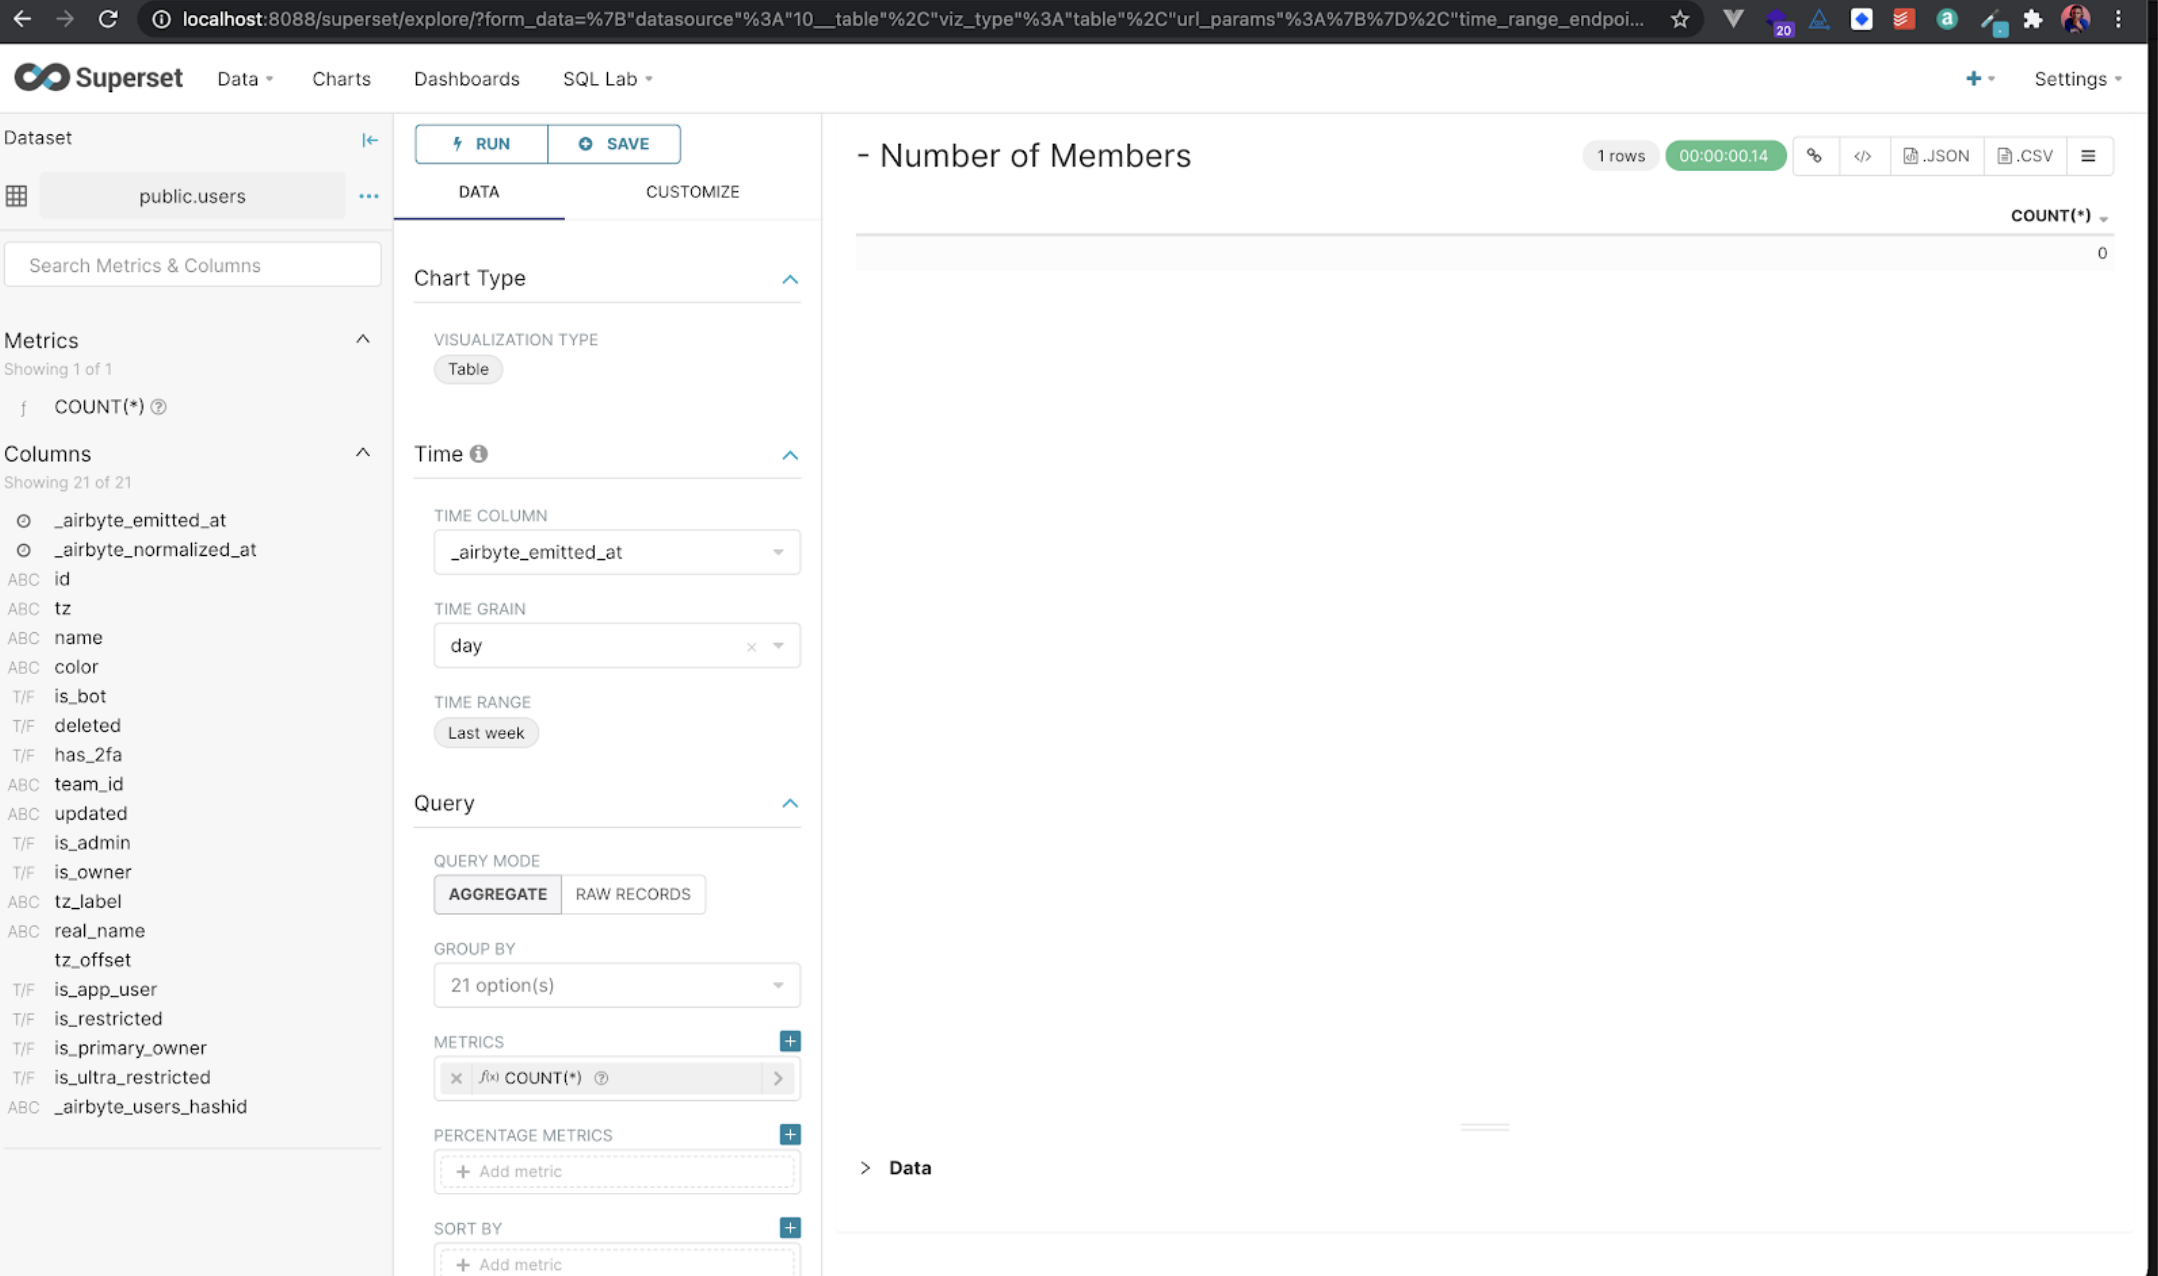 localhost:8088/superset/explore/?form_data=%7B"datasource"%3A"10__table"%2C"viz_type"%3A"table"%2C"url_params"%3A%7B%7D%2C"time_range_endpoi...
20
Superset
Data
Charts
Dashboards
SQL Lab
+
Settings
Dataset
public.users
Search Metrics & Columns
Metrics
Showing 1 of 1
ƒ COUNT(*)
Columns
Showing 21 of 21
_airbyte_emitted_at
_airbyte_normalized_at
ABC id
ABC tz
ABC name
ABC color
T/F is_bot
T/F deleted
T/F has_2fa
ABC team_id
ABC updated
T/F is_admin
T/F is_owner
ABC tz_label
ABC real_name
tz_offset
T/F is_app_user
T/F is_restricted
T/F is_primary_owner
T/F is_ultra_restricted
ABC _airbyte_users_hashid
RUN
SAVE
DATA
CUSTOMIZE
Chart Type
VISUALIZATION TYPE
Table
Time
TIME COLUMN
_airbyte_emitted_at
TIME GRAIN
day
TIME RANGE
Last week
Query
QUERY MODE
AGGREGATE
RAW RECORDS
GROUP BY
21 option(s)
METRICS
f(x) COUNT(*)
PERCENTAGE METRICS
+ Add metric
SORT BY
+ Add metric
- Number of Members
1 rows
00:00:00.14
</>
.JSON
.CSV
COUNT(*)
0
Data